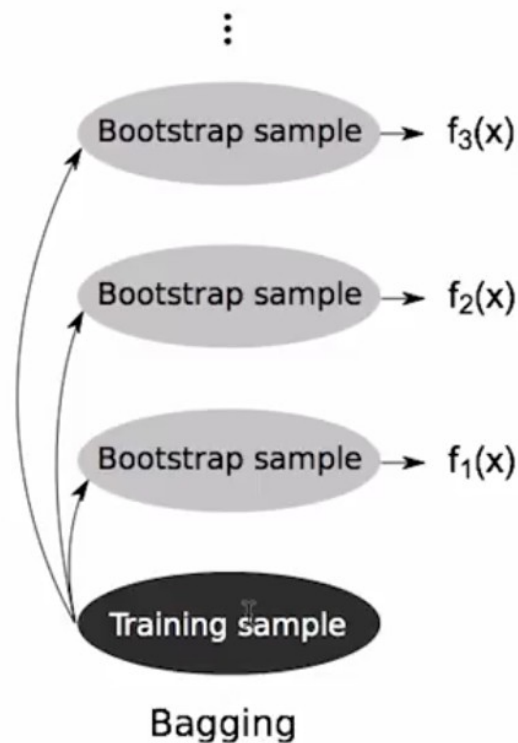 Bootstrap sample f₃(x)
Bootstrap sample f₂(x)
Bootstrap sample f₁(x)
Training sample
Bagging